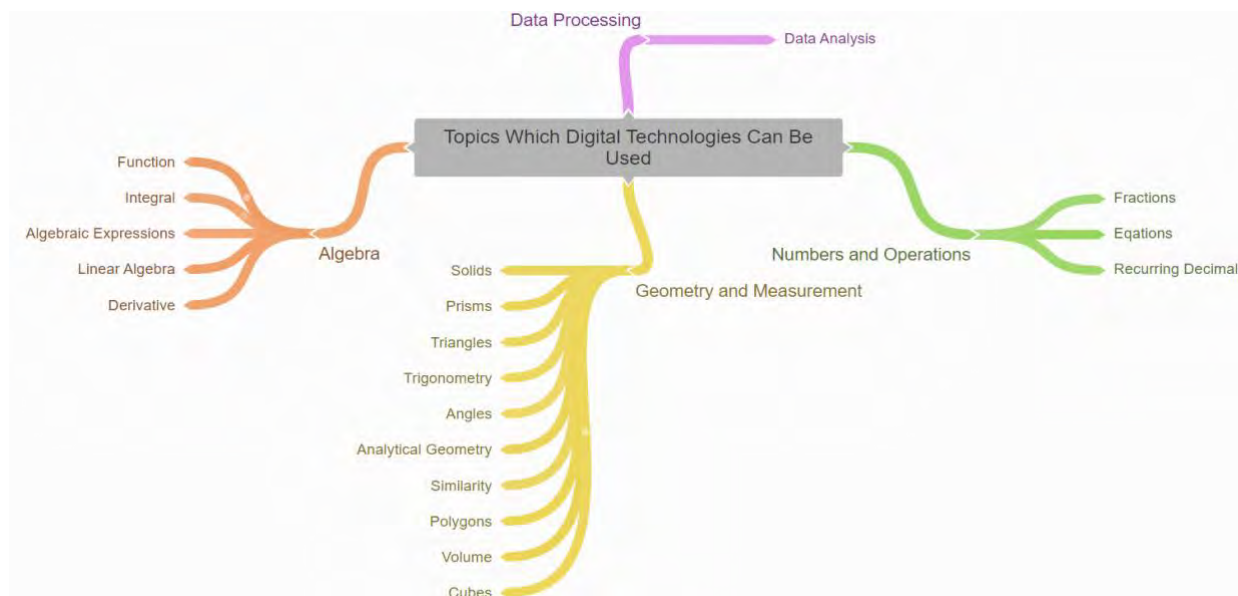 Data Processing
Data Analysis
Topics Which Digital Technologies Can Be
Used
Function
Integral
Algebraic Expressions
Linear Algebra
Derivative
Algebra
Fractions
Eqations
Recurring Decimal
Numbers and Operations
Geometry and Measurement
Solids
Prisms
Triangles
Trigonometry
Angles
Analytical Geometry
Similarity
Polygons
Volume
Cubes